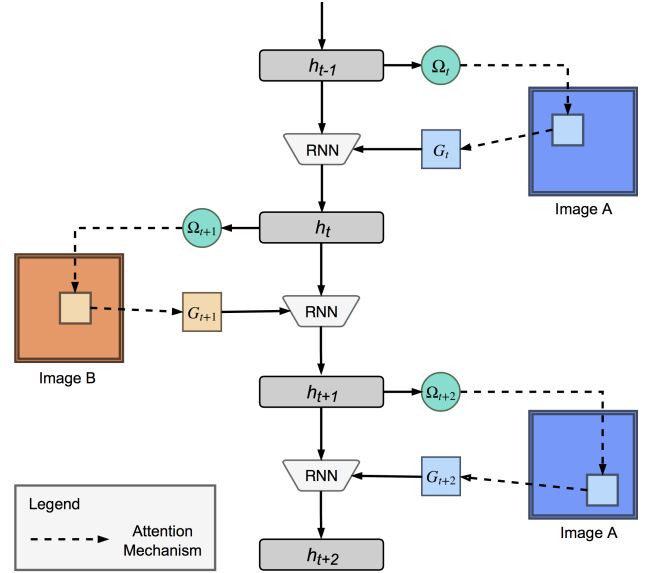 h_{t-1}
Ω_t
RNN
G_t
Image A
Ω_{t+1}
h_t
G_{t+1}
RNN
Image B
h_{t+1}
Ω_{t+2}
RNN
G_{t+2}
Image A
Legend
Attention
Mechanism
h_{t+2}